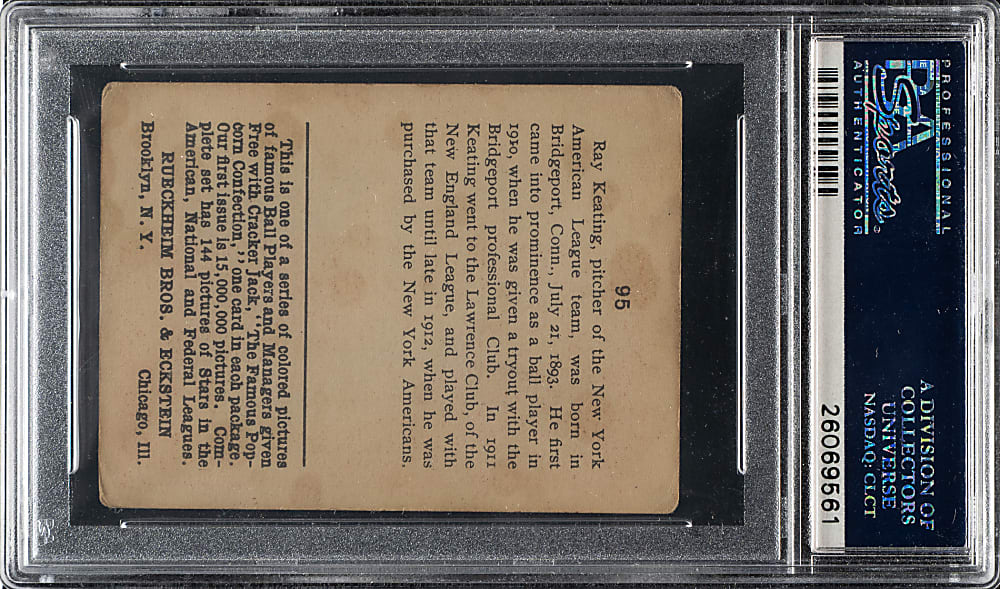 PROFESSIONAL
PSA
Sports
AUTHENTICATOR
A DIVISION OF
COLLECTORS
UNIVERSE
NASDAQ: CLCT
26069561
95
Ray Keating, pitcher of the New York
American League team, was born in
Bridgeport, Conn., July 21, 1893. He first
came into prominence as a ball player in
1910, when he was given a tryout with the
Bridgeport professional Club. In 1911
Keating went to the Lawrence Club, of the
New England League, and played with
that team until late in 1912, when he was
purchased by the New York Americans.
This is one of a series of colored pictures
of famous Ball Players and Managers given
Free with Cracker Jack, "The Famous Pop-
corn Confection," one card in each package.
Our first issue is 15,000,000 pictures. Com-
plete set has 144 pictures of Stars in the
American, National and Federal Leagues.
RUECKHEIM BROS. & ECKSTEIN
Brooklyn, N. Y. Chicago, Ill.